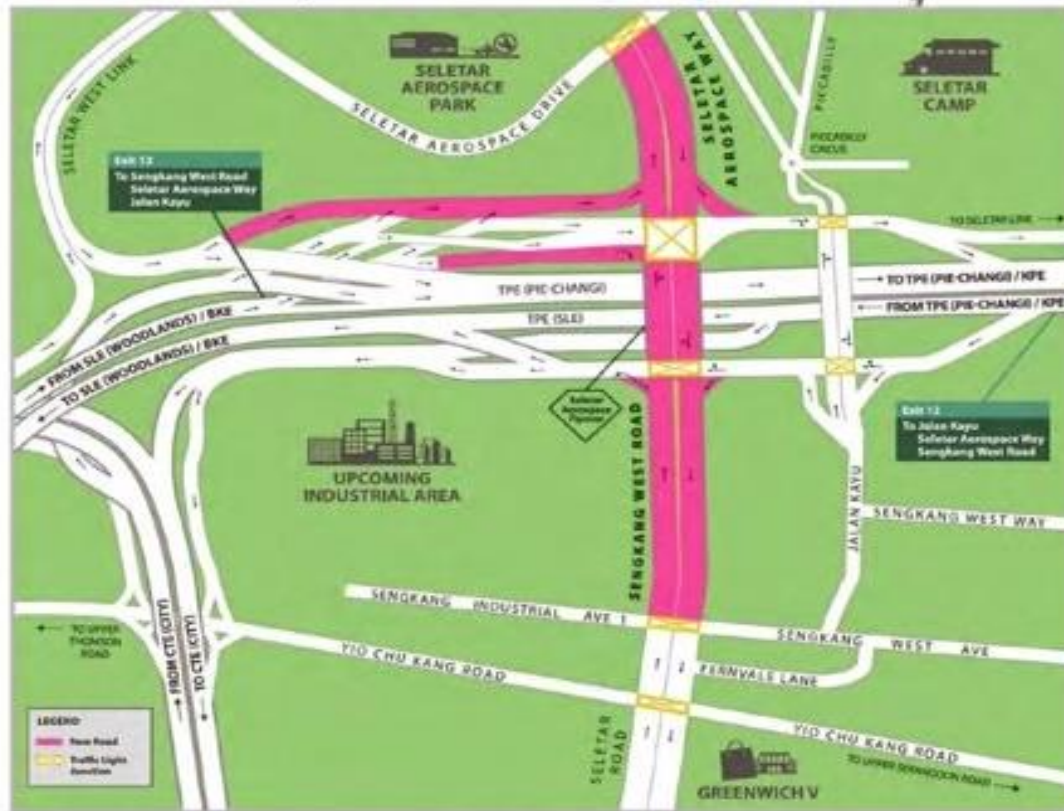 SELETAR WEST LINK
SELETAR
AEROSPACE
PARK
SELETAR AEROSPACE DRIVE
SELETAR
AEROSPACE WAY
PICCADILLY
SELETAR
CAMP
PICCADILLY
CIRCUS
Exit 12
To Sengkang West Road
Seletar Aerospace Way
Jalan Kayu
TO SELETAR LINK
TPE (PIE-CHANGI)
TO TPE (PIE-CHANGI) / KPE
TPE (SLE)
FROM TPE (PIE-CHANGI) / KPE
FROM SLE (WOODLANDS) / BKE
TO SLE (WOODLANDS) / BKE
Seletar
Aerospace
Flyover
Exit 12
To Jalan Kayu
Seletar Aerospace Way
Sengkang West Road
UPCOMING
INDUSTRIAL AREA
SENGKANG WEST ROAD
JALAN KAYU
SENGKANG WEST WAY
SENGKANG INDUSTRIAL AVE 1
SENGKANG WEST AVE
TO UPPER
THOMSON
ROAD
FROM CTE (CITY)
TO CTE (CITY)
YIO CHU KANG ROAD
FERNVALE LANE
YIO CHU KANG ROAD
TO UPPER SERANGOON ROAD
LEGEND
New Road
Traffic Light
Junction
SELETAR
ROAD
GREENWICH V